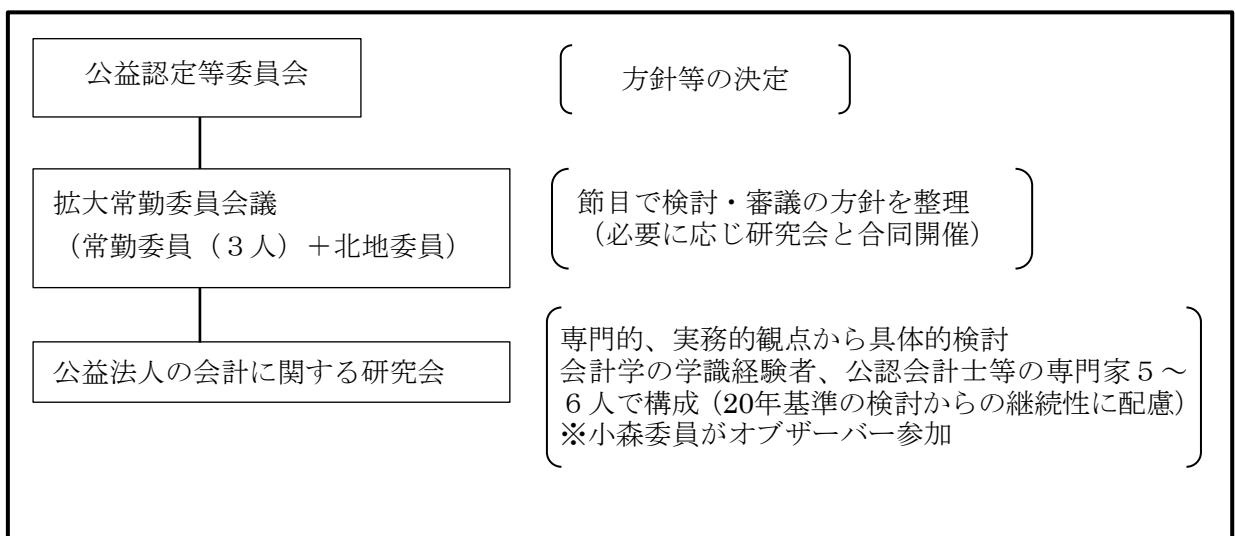 公益認定等委員会
方針等の決定
拡大常勤委員会議
(常勤委員(3人)+北地委員)
節目で検討・審議の方針を整理
(必要に応じ研究会と合同開催)
公益法人の会計に関する研究会
専門的、実務的観点から具体的検討
会計学の学識経験者、公認会計士等の専門家5~
6人で構成(20年基準の検討からの継続性に配慮)
※小森委員がオブザーバー参加